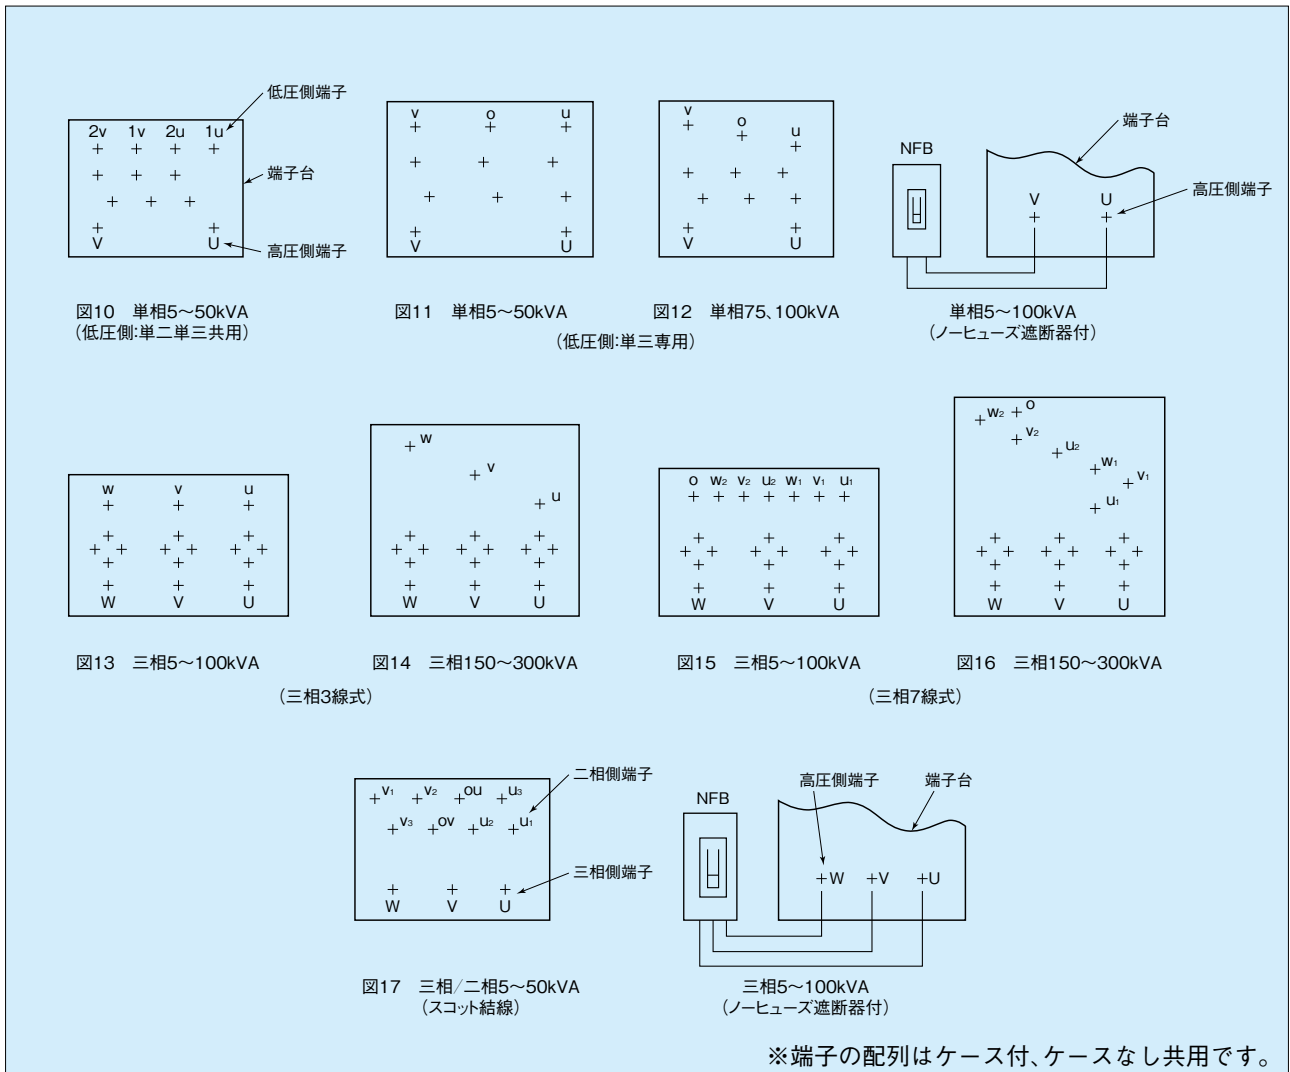 低圧側端子
2v 1v 2u 1u
端子台
V U
高圧側端子
図10 単相5～50kVA
(低圧側:単二単三共用)
v o u
V U
図11 単相5～50kVA
v o u
V U
図12 単相75、100kVA
(低圧側:単三専用)
NFB
端子台
V U
高圧側端子
単相5～100kVA
(ノーヒューズ遮断器付)
w v u
W V U
図13 三相5～100kVA
w
v
u
W V U
図14 三相150～300kVA
(三相3線式)
o w₂ v₂ u₂ w₁ v₁ u₁
W V U
図15 三相5～100kVA
w₂ o
v₂
u₂
w₁
v₁
u₁
W V U
図16 三相150～300kVA
(三相7線式)
v₁ v₂ ou u₃
二相側端子
v₃ ov u₂ u₁
三相側端子
W V U
図17 三相/二相5～50kVA
(スコット結線)
高圧側端子
端子台
NFB
W V U
三相5～100kVA
(ノーヒューズ遮断器付)
※端子の配列はケース付、ケースなし共用です。